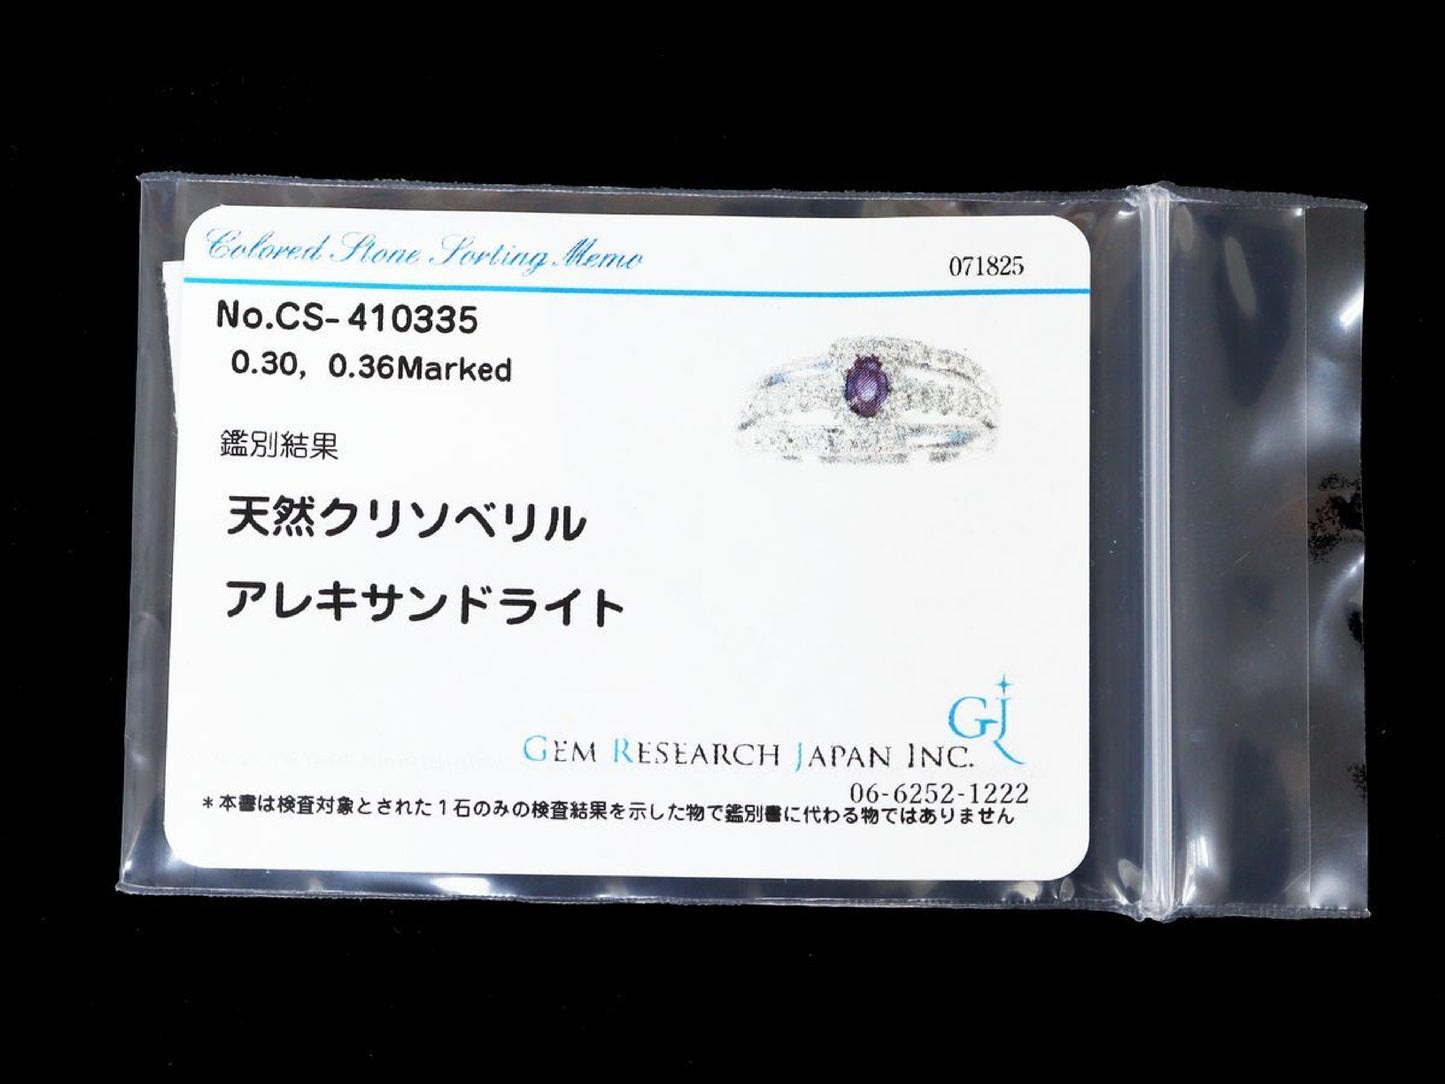 Colored Stone Sorting Memo
071825
No.CS-410335
0.30, 0.36Marked
鑑別結果
天然クリソベリル
アレキサンドライト
GJ
GEM RESEARCH JAPAN INC.
06-6252-1222
*本書は検査対象とされた1石のみの検査結果を示した物で鑑別書に代わる物ではありません